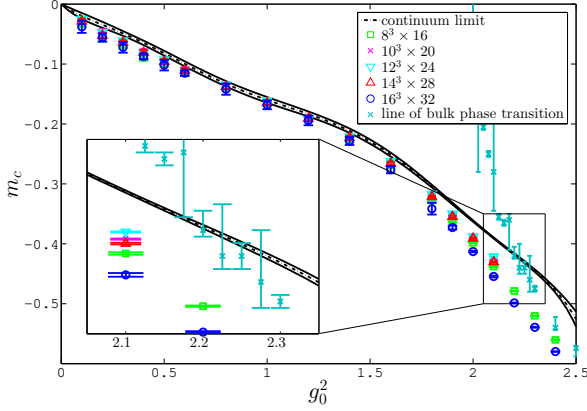 0
−0.1
−0.2
−0.3
−0.4
−0.5
m_c
continuum limit
8³ × 16
10³ × 20
12³ × 24
14³ × 28
16³ × 32
line of bulk phase transition
2.1
2.2
2.3
0
0.5
1
1.5
2
2.5
g₀²